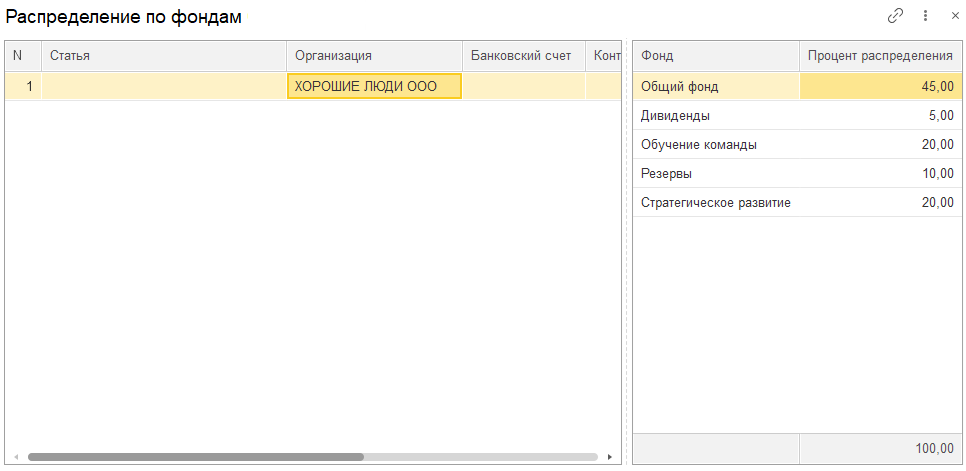 Распределение по фондам
N Статья Организация Банковский счет Конт
1 ХОРОШИЕ ЛЮДИ ООО
Фонд Процент распределения
Общий фонд 45,00
Дивиденды 5,00
Обучение команды 20,00
Резервы 10,00
Стратегическое развитие 20,00
100,00